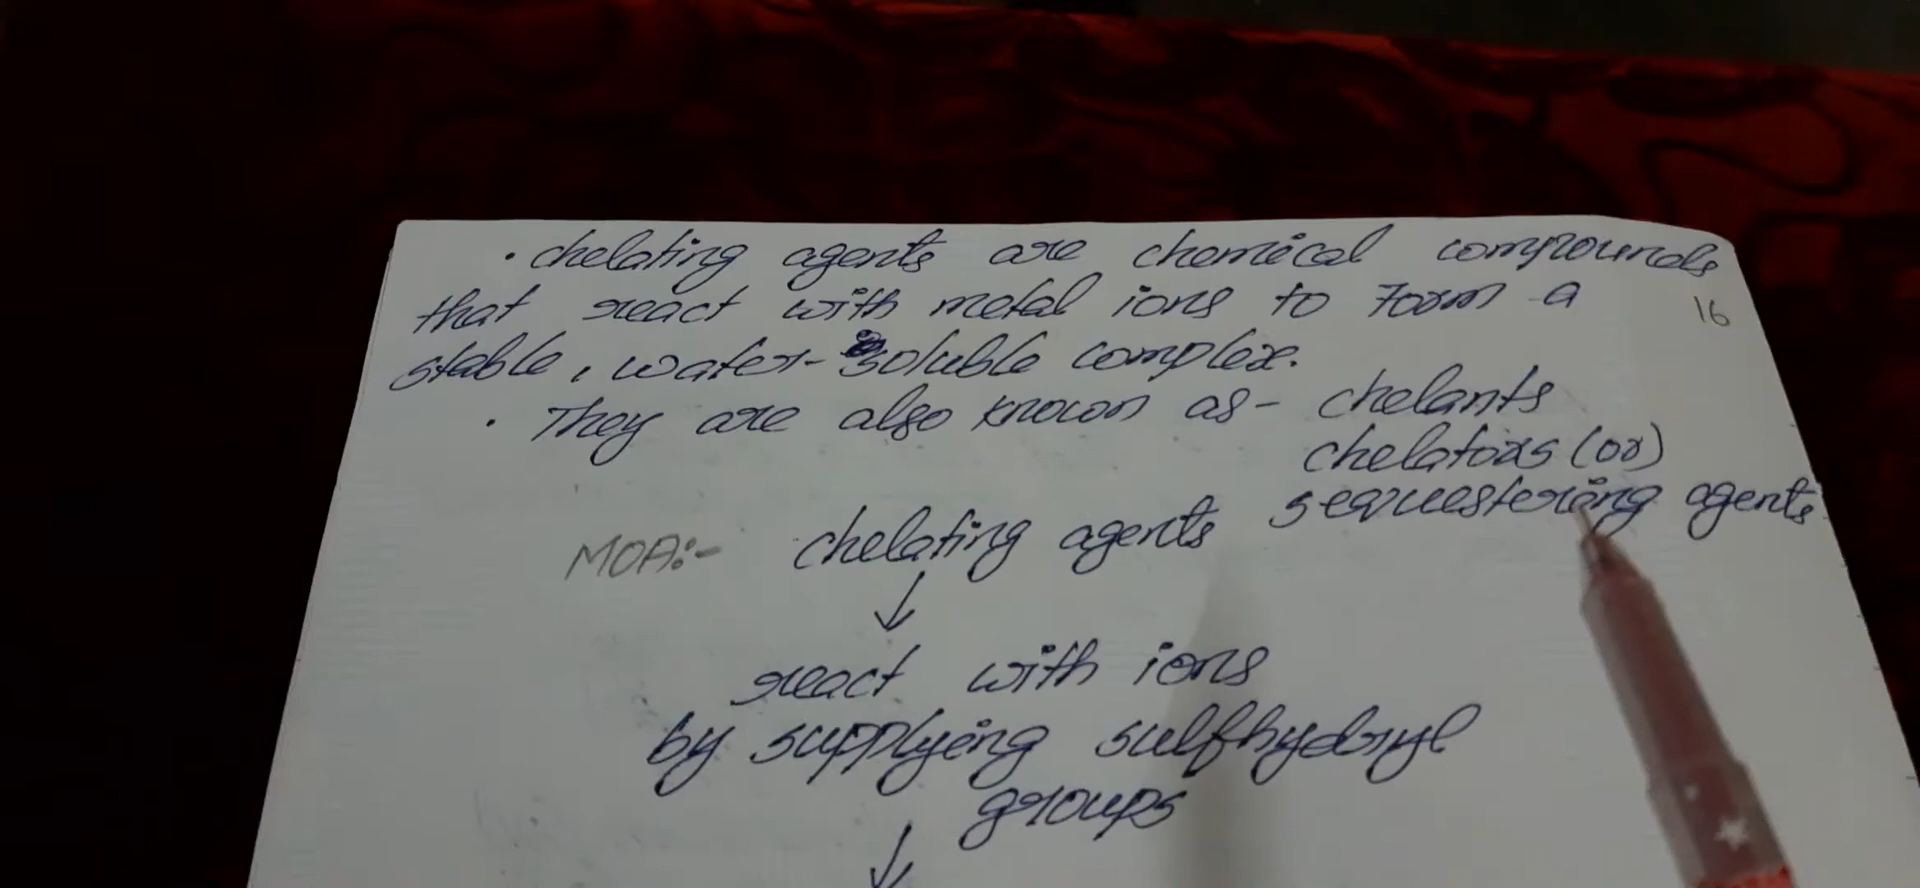 • chelating agents are chemical compounds
that react with metal ions to form a
16
stable, water-soluble complex.
• They are also known as - chelants
chelators (or)
sequestering agents
MOA:- chelating agents
↓
react with ions
by supplying sulfhydryl
groups
↓